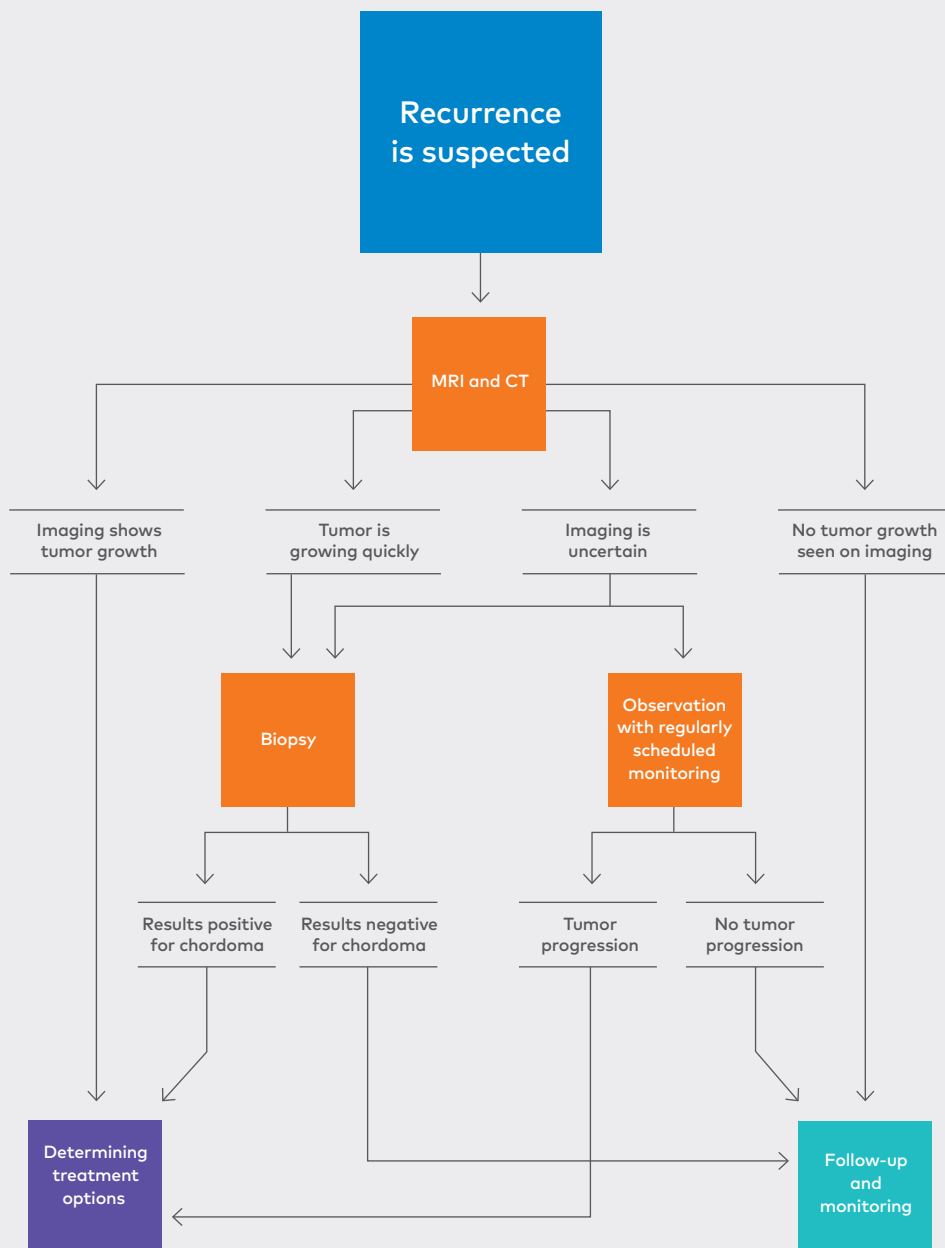 Recurrence
is suspected
MRI and CT
Imaging shows
tumor growth
Tumor is
growing quickly
Imaging is
uncertain
No tumor growth
seen on imaging
Biopsy
Observation
with regularly
scheduled
monitoring
Results positive
for chordoma
Results negative
for chordoma
Tumor
progression
No tumor
progression
Determining
treatment
options
Follow-up
and
monitoring